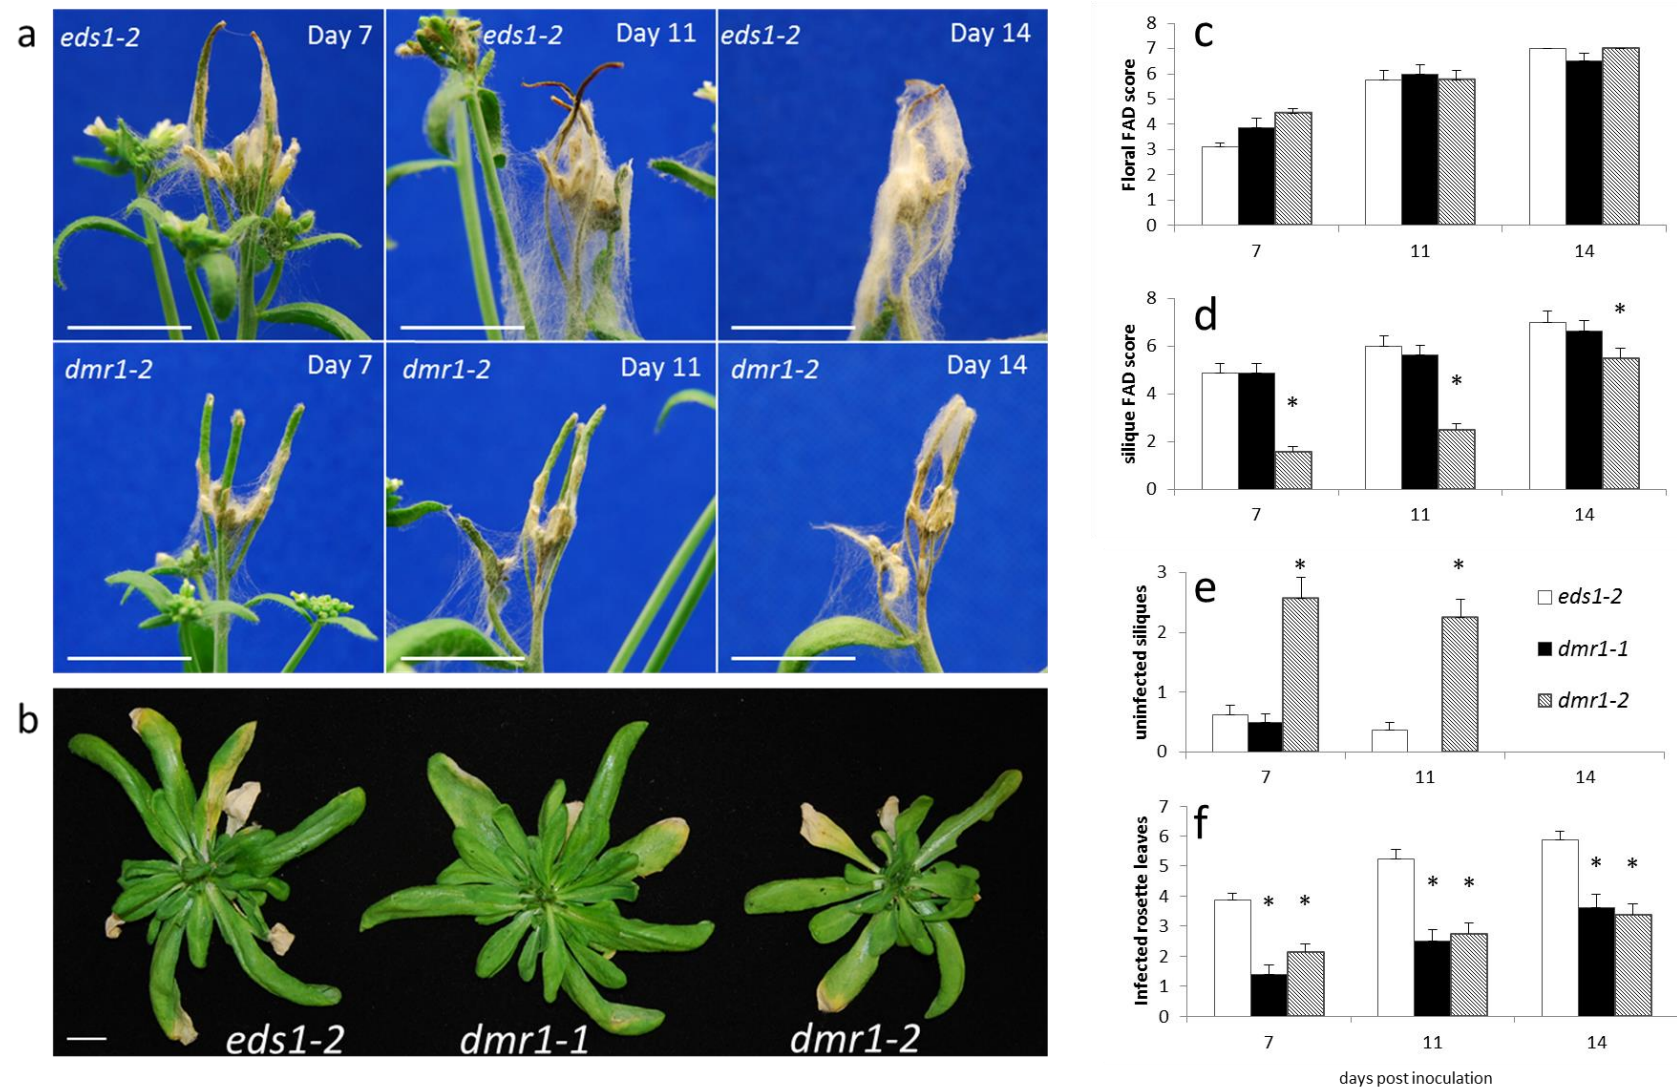 a
eds1-2 Day 7
eds1-2 Day 11
eds1-2 Day 14
dmr1-2 Day 7
dmr1-2 Day 11
dmr1-2 Day 14
b
eds1-2
dmr1-1
dmr1-2
c
Floral FAD score
8
7
6
5
4
3
2
1
0
7 11 14
d
silique FAD score
8
6
4
2
0
* * *
7 11 14
e
uninfected siliques
3
2
1
0
* *
7 11 14
eds1-2
dmr1-1
dmr1-2
f
Infected rosette leaves
7
6
5
4
3
2
1
0
* * * * * *
7 11 14
days post inoculation